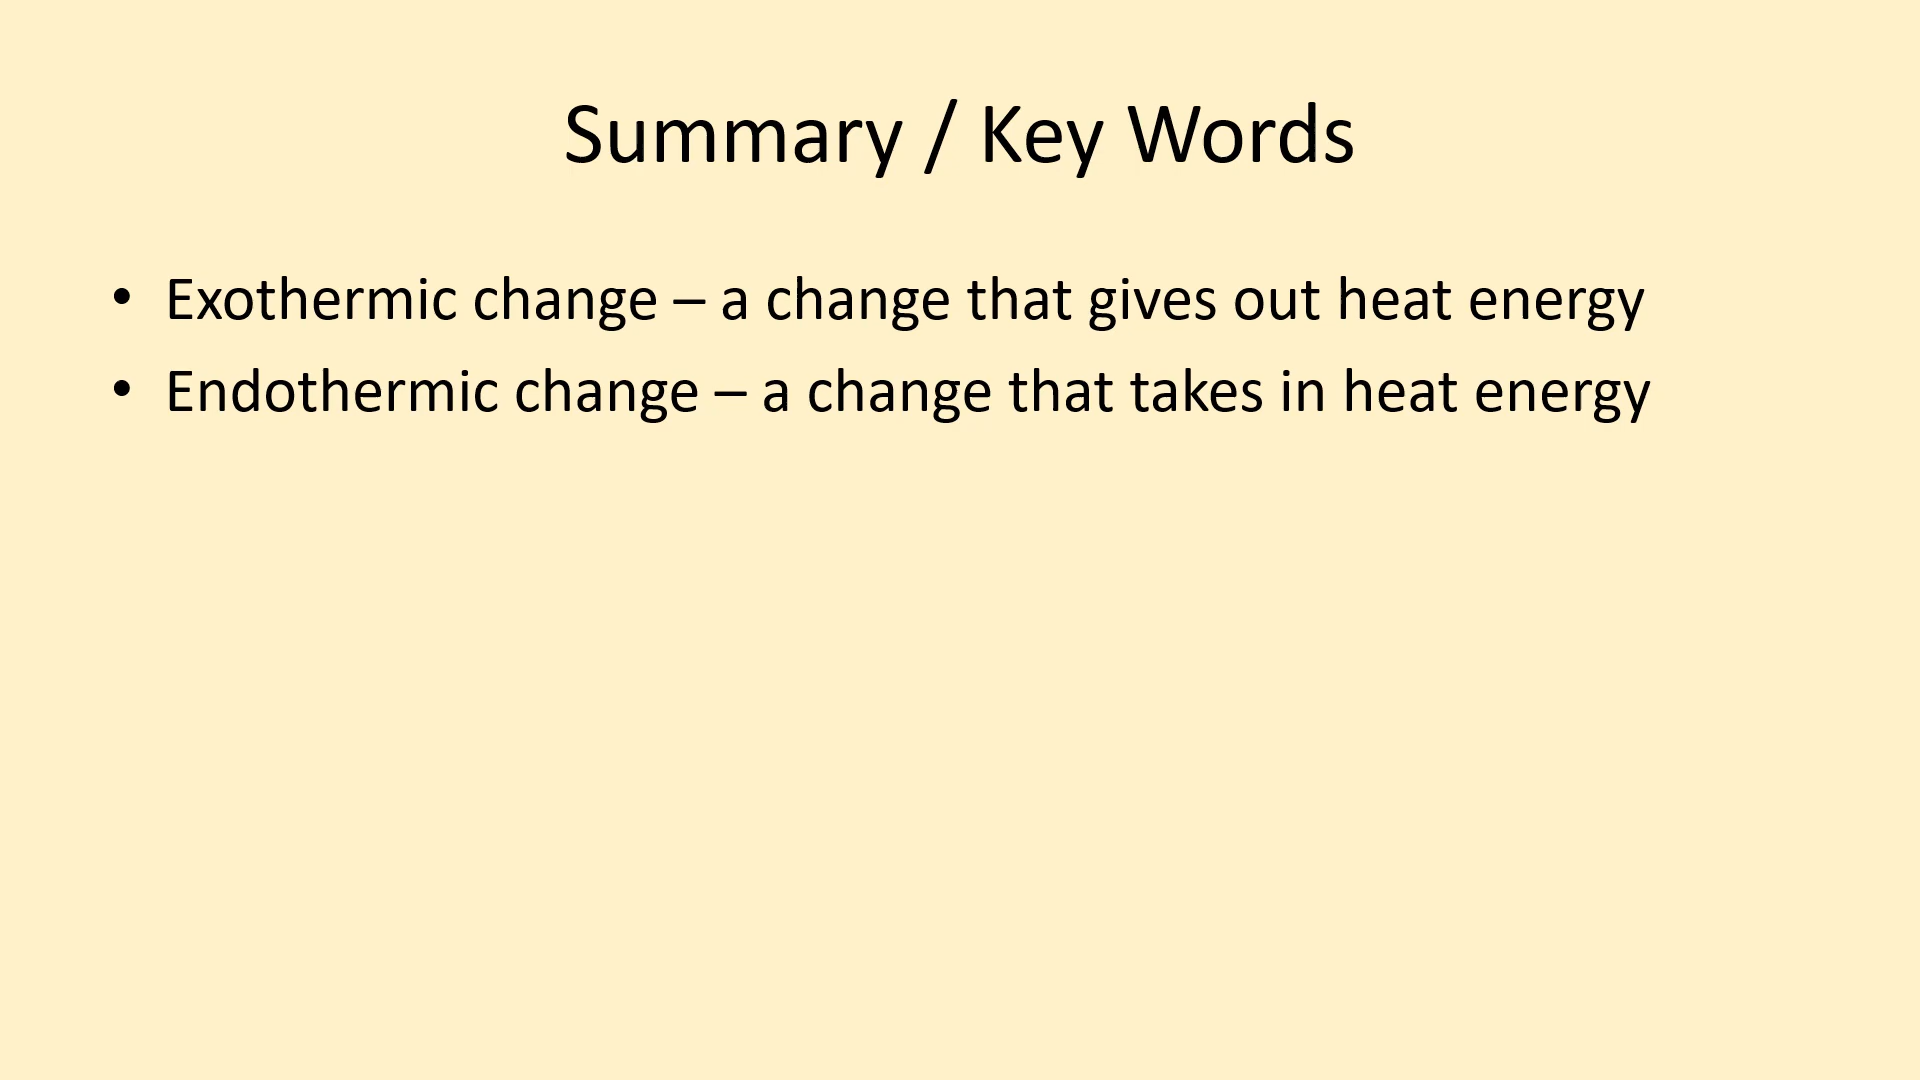 Summary / Key Words
• Exothermic change – a change that gives out heat energy
• Endothermic change – a change that takes in heat energy